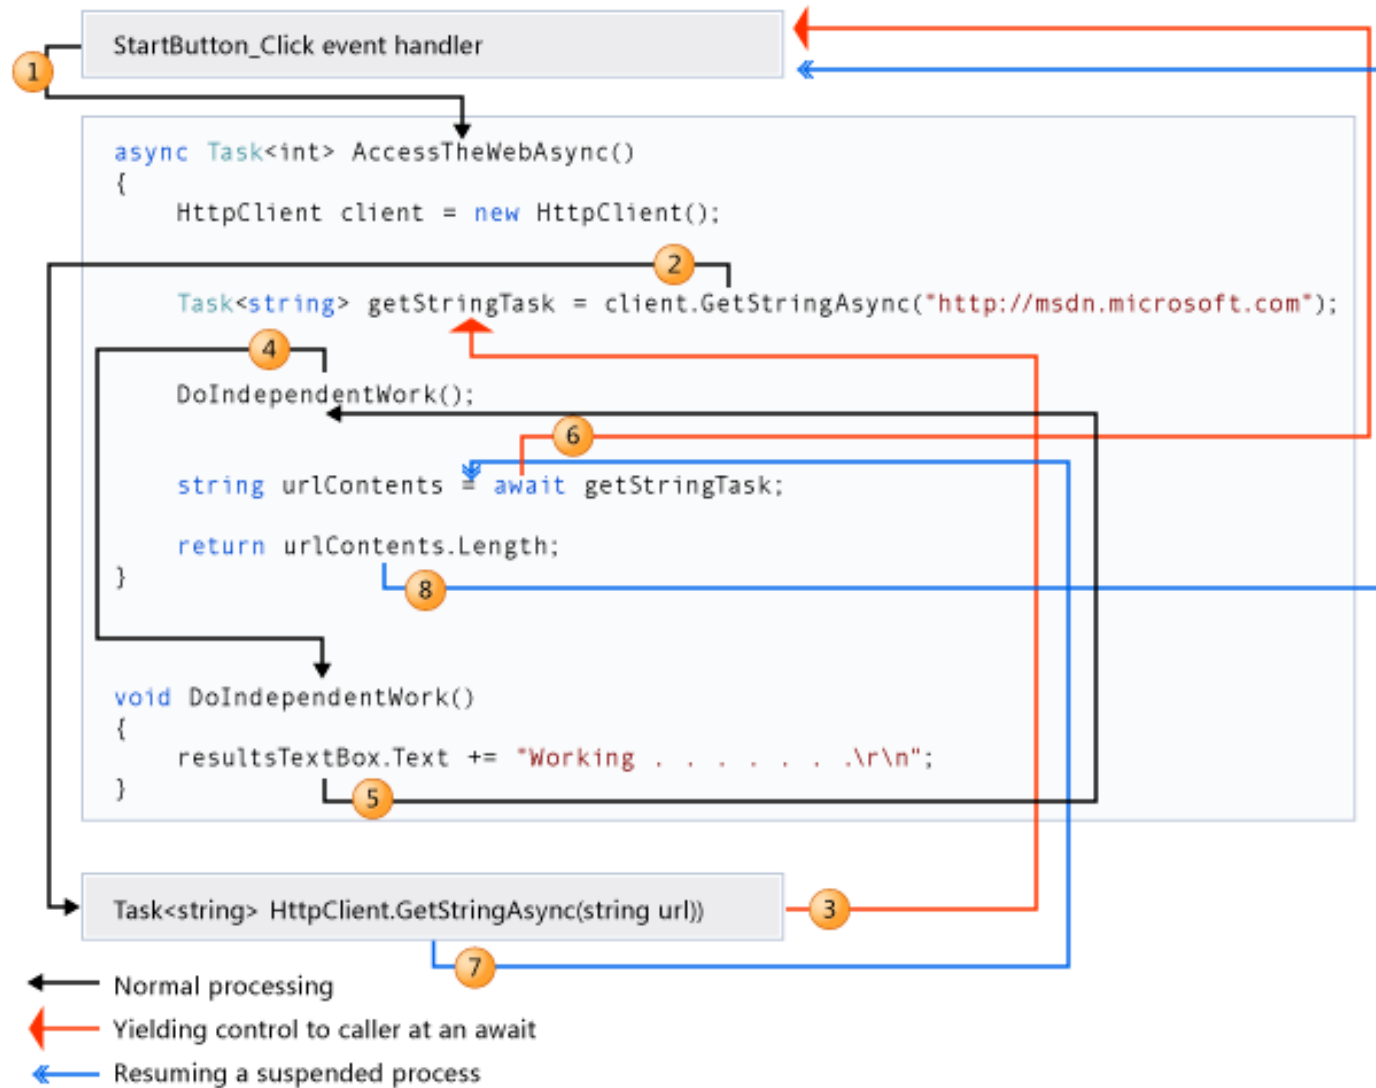 StartButton_Click event handler
1
async Task<int> AccessTheWebAsync()
{
HttpClient client = new HttpClient();
2
Task<string> getStringTask = client.GetStringAsync("http://msdn.microsoft.com");
4
DoIndependentWork();
6
string urlContents = await getStringTask;
return urlContents.Length;
}
8
void DoIndependentWork()
{
resultsTextBox.Text += "Working . . . . . . .\r\n";
}
5
Task<string> HttpClient.GetStringAsync(string url))
3
7
Normal processing
Yielding control to caller at an await
Resuming a suspended process